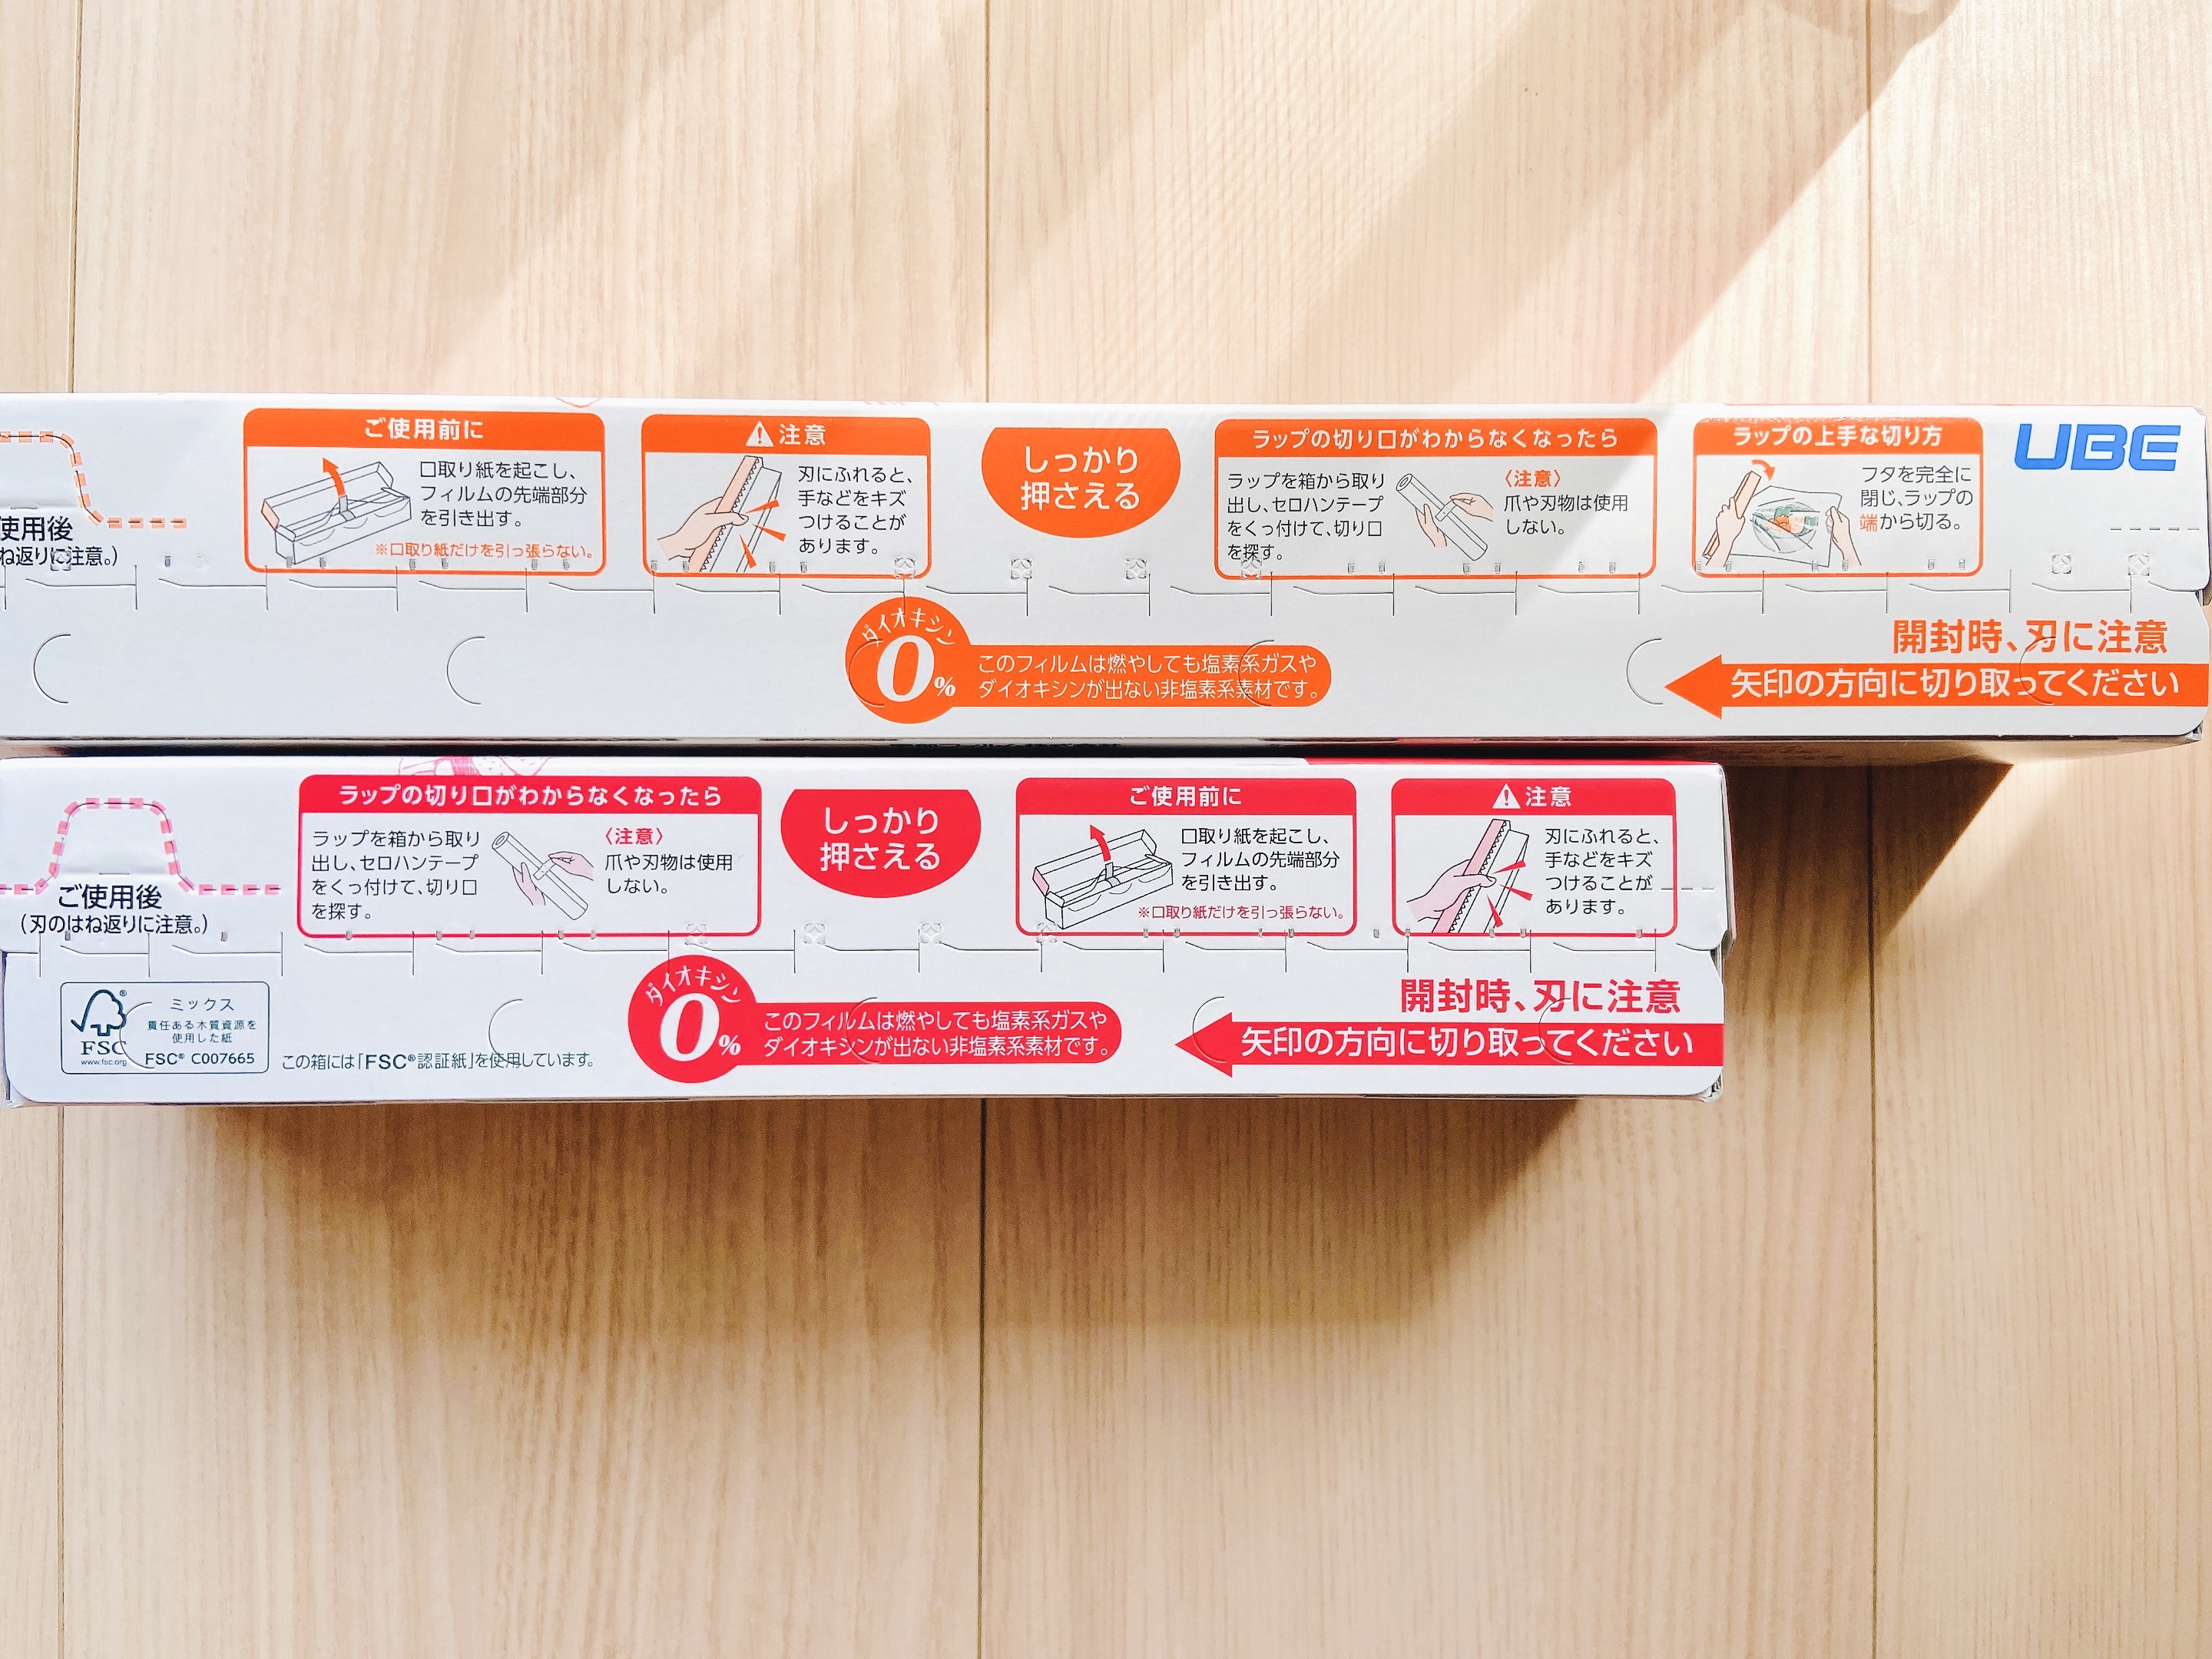 ご使用前に
口取り紙を起こし、
フィルムの先端部分
を引き出す。
※口取り紙だけを引っ張らない。
注意
刃にふれると、
手などをキズ
つけることが
あります。
しっかり
押さえる
ラップの切り口がわからなくなったら
ラップを箱から取り
出し、セロハンテープ
をくっ付けて、切り口
を探す。
〈注意〉
爪や刃物は使用
しない。
ラップの上手な切り方
フタを完全に
閉じ、ラップの
端から切る。
UBE
使用後
ね返りに注意。)
ダイオキシン
0%
このフィルムは燃やしても塩素系ガスや
ダイオキシンが出ない非塩素系素材です。
開封時、刃に注意
矢印の方向に切り取ってください
ご使用後
(刃のはね返りに注意。)
ラップの切り口がわからなくなったら
ラップを箱から取り
出し、セロハンテープ
をくっ付けて、切り口
を探す。
〈注意〉
爪や刃物は使用
しない。
しっかり
押さえる
ご使用前に
口取り紙を起こし、
フィルムの先端部分
を引き出す。
※口取り紙だけを引っ張らない。
注意
刃にふれると、
手などをキズ
つけることが
あります。
FSC
www.fsc.org
ミックス
責任ある木質資源を
使用した紙
FSC® C007665
この箱には「FSC®認証紙」を使用しています。
ダイオキシン
0%
このフィルムは燃やしても塩素系ガスや
ダイオキシンが出ない非塩素系素材です。
開封時、刃に注意
矢印の方向に切り取ってください